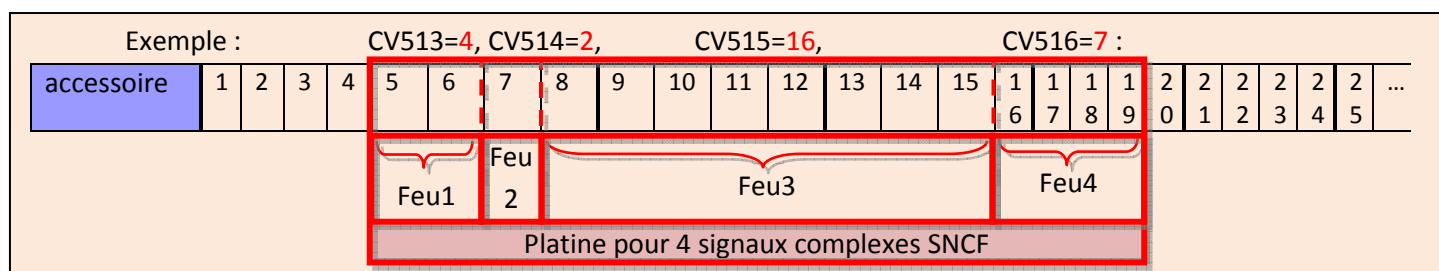 Exemple : CV513=4, CV514=2, CV515=16, CV516=7 :
accessoire 1 2 3 4 5 6 7 8 9 10 11 12 13 14 15 16 17 18 19 20 21 22 23 24 25 ...
Feu1 Feu 2 Feu3 Feu4
Platine pour 4 signaux complexes SNCF